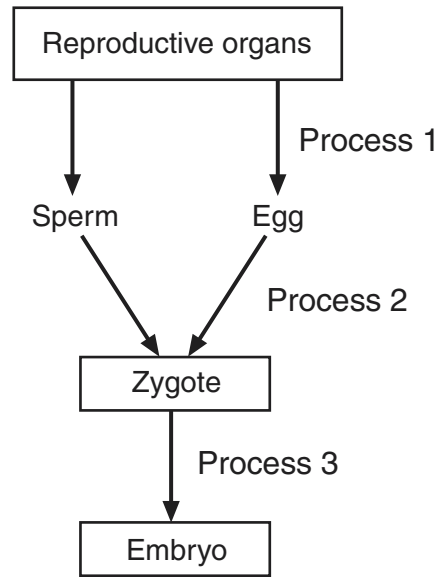 Reproductive organs
Process 1
Sperm
Egg
Process 2
Zygote
Process 3
Embryo